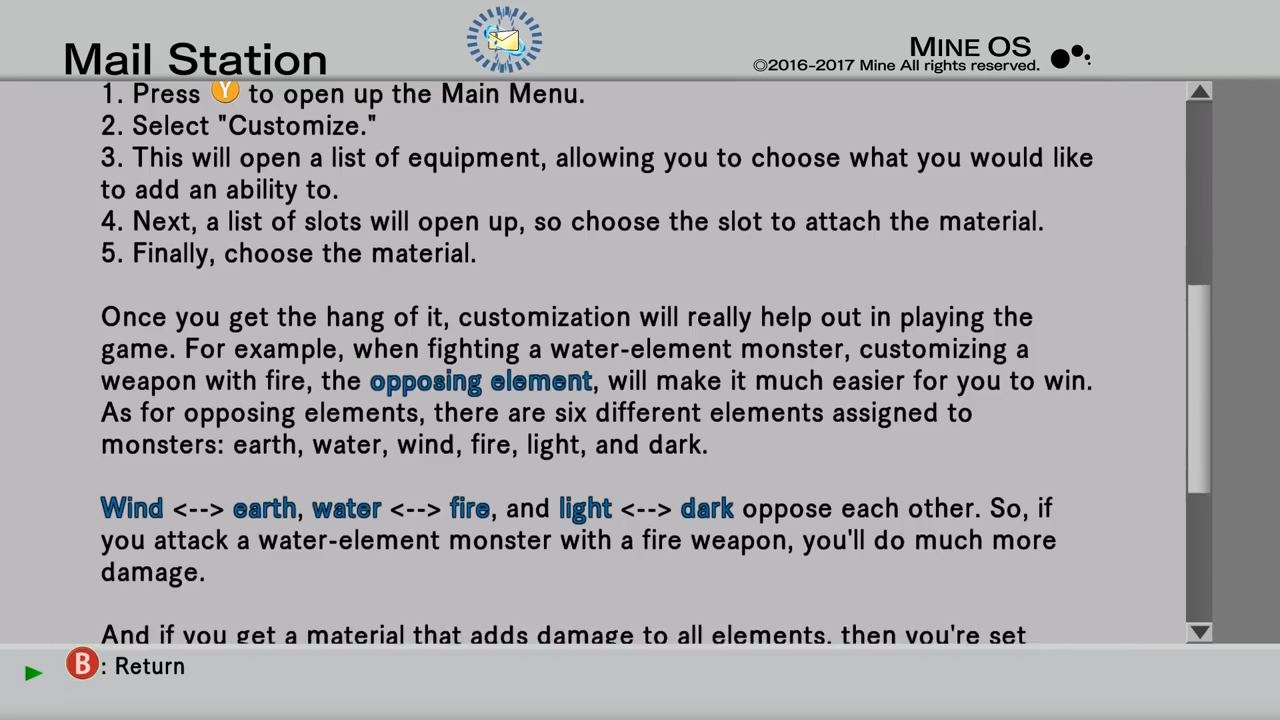 Mail Station
MINE OS
©2016-2017 Mine All rights reserved.
1. Press Y to open up the Main Menu.
2. Select "Customize."
3. This will open a list of equipment, allowing you to choose what you would like
to add an ability to.
4. Next, a list of slots will open up, so choose the slot to attach the material.
5. Finally, choose the material.
Once you get the hang of it, customization will really help out in playing the
game. For example, when fighting a water-element monster, customizing a
weapon with fire, the opposing element, will make it much easier for you to win.
As for opposing elements, there are six different elements assigned to
monsters: earth, water, wind, fire, light, and dark.
Wind <--> earth, water <--> fire, and light <--> dark oppose each other. So, if
you attack a water-element monster with a fire weapon, you'll do much more
damage.
And if you get a material that adds damage to all elements, then you're set
B: Return